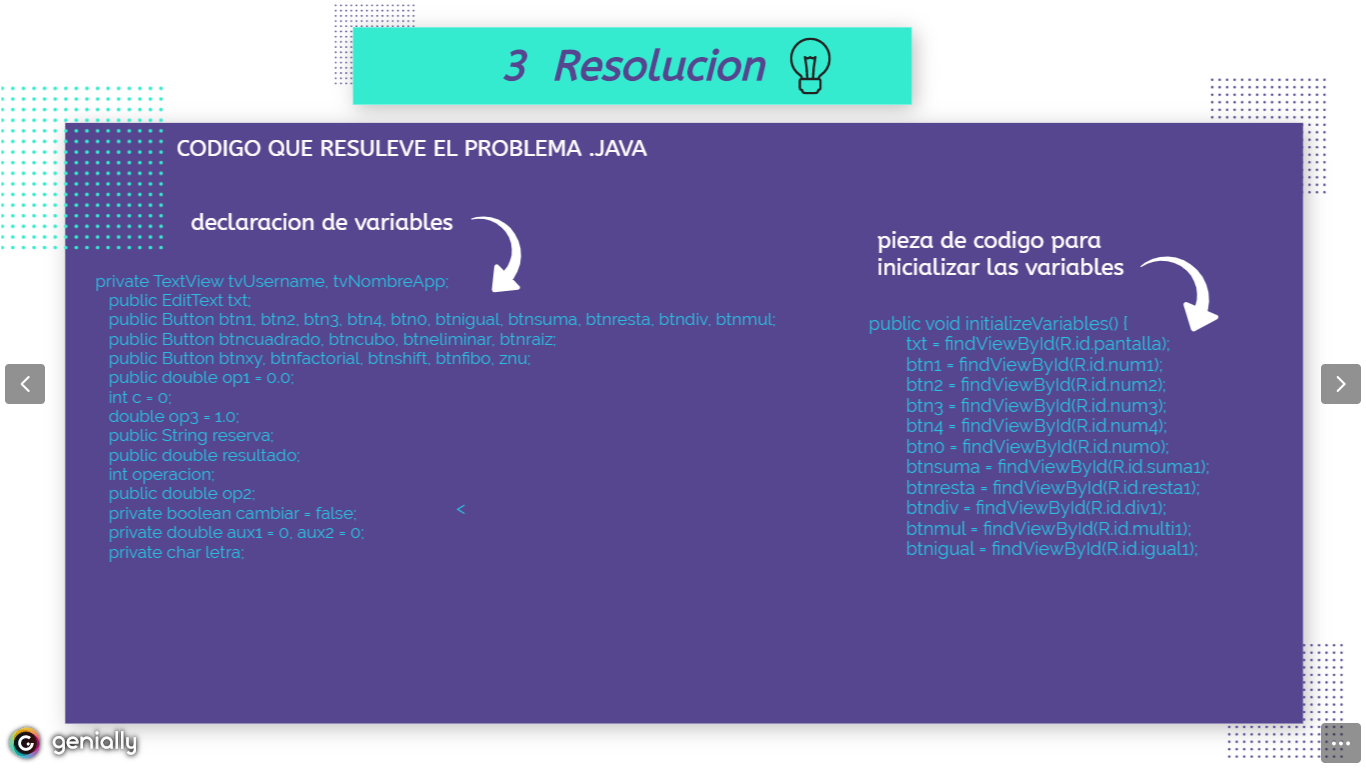 3 Resolucion
CODIGO QUE RESULEVE EL PROBLEMA .JAVA
declaracion de variables
private TextView tvUsername, tvNombreApp;
public EditText txt;
public Button btn1, btn2, btn3, btn4, btn0, btnigual, btnsuma, btnresta, btndiv, btnmul;
public Button btncuadrado, btncubo, btneliminar, btnraiz;
public Button btnxy, btnfactorial, btnshift, btnfibo, znu;
public double op1 = 0.0;
int c = 0;
double op3 = 1.0;
public String reserva;
public double resultado;
int operacion;
public double op2;
private boolean cambiar = false;
private double aux1 = 0, aux2 = 0;
private char letra;
<
pieza de codigo para
inicializar las variables
public void initializeVariables() {
txt = findViewById(R.id.pantalla);
btn1 = findViewById(R.id.num1);
btn2 = findViewById(R.id.num2);
btn3 = findViewById(R.id.num3);
btn4 = findViewById(R.id.num4);
btn0 = findViewById(R.id.num0);
btnsuma = findViewById(R.id.suma1);
btnresta = findViewById(R.id.resta1);
btndiv = findViewById(R.id.div1);
btnmul = findViewById(R.id.multi1);
btnigual = findViewById(R.id.igual1);
genially